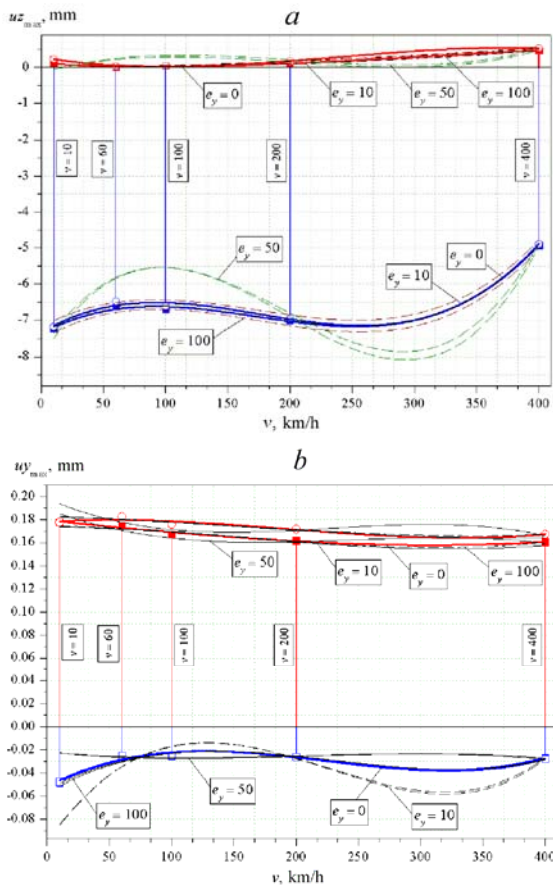 uz max, mm
a
0
-1
-2
-3
-4
-5
-6
-7
-8
e_y = 0
e_y = 10
e_y = 50
e_y = 100
v = 10
v = 60
v = 100
v = 200
v = 400
e_y = 50
e_y = 0
e_y = 10
e_y = 100
0 50 100 150 200 250 300 350 400
v, km/h
uy max, mm
b
0.20
0.18
0.16
0.14
0.12
0.10
0.08
0.06
0.04
0.02
0.00
-0.02
-0.04
-0.06
-0.08
e_y = 50
e_y = 10
e_y = 0
e_y = 100
v = 10
v = 60
v = 100
v = 200
v = 400
e_y = 100
e_y = 50
e_y = 0
e_y = 10
0 50 100 150 200 250 300 350 400
v, km/h